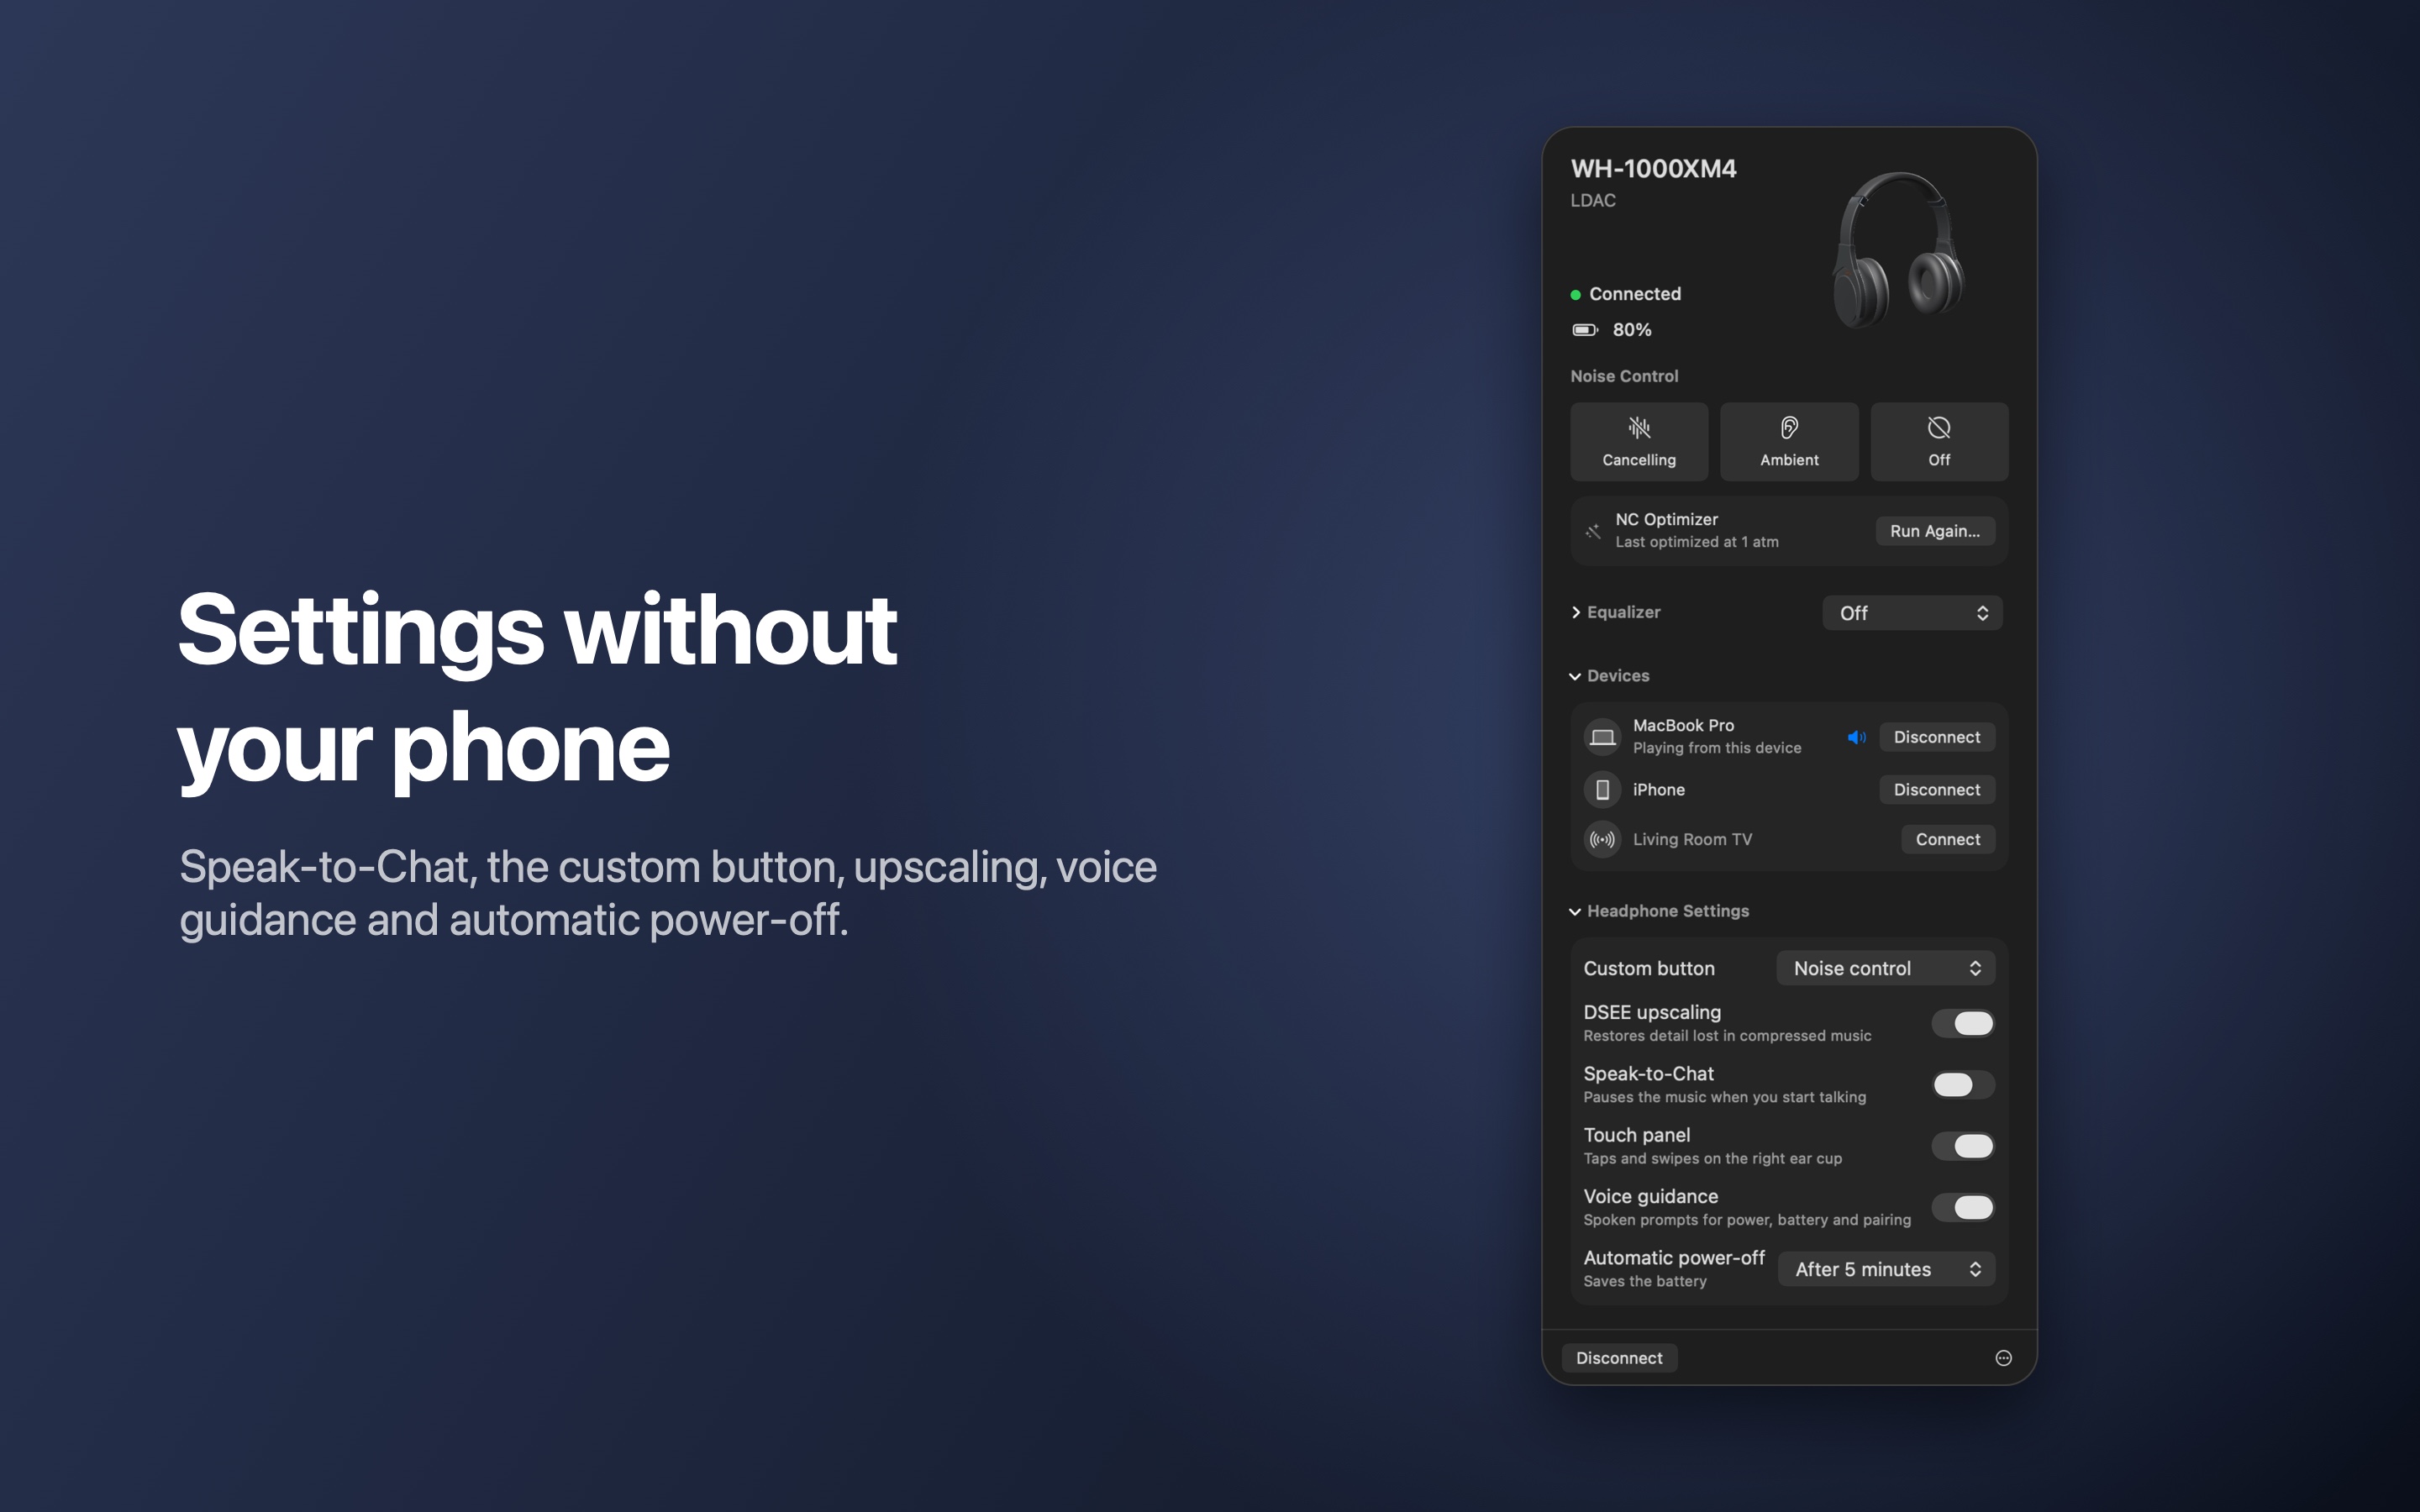 Settings without
your phone
Speak-to-Chat, the custom button, upscaling, voice
guidance and automatic power-off.
WH-1000XM4
LDAC
Connected
80%
Noise Control
Cancelling
Ambient
Off
NC Optimizer
Last optimized at 1 atm
Run Again...
Equalizer
Off
Devices
MacBook Pro
Playing from this device
Disconnect
iPhone
Disconnect
Living Room TV
Connect
Headphone Settings
Custom button
Noise control
DSEE upscaling
Restores detail lost in compressed music
Speak-to-Chat
Pauses the music when you start talking
Touch panel
Taps and swipes on the right ear cup
Voice guidance
Spoken prompts for power, battery and pairing
Automatic power-off
Saves the battery
After 5 minutes
Disconnect